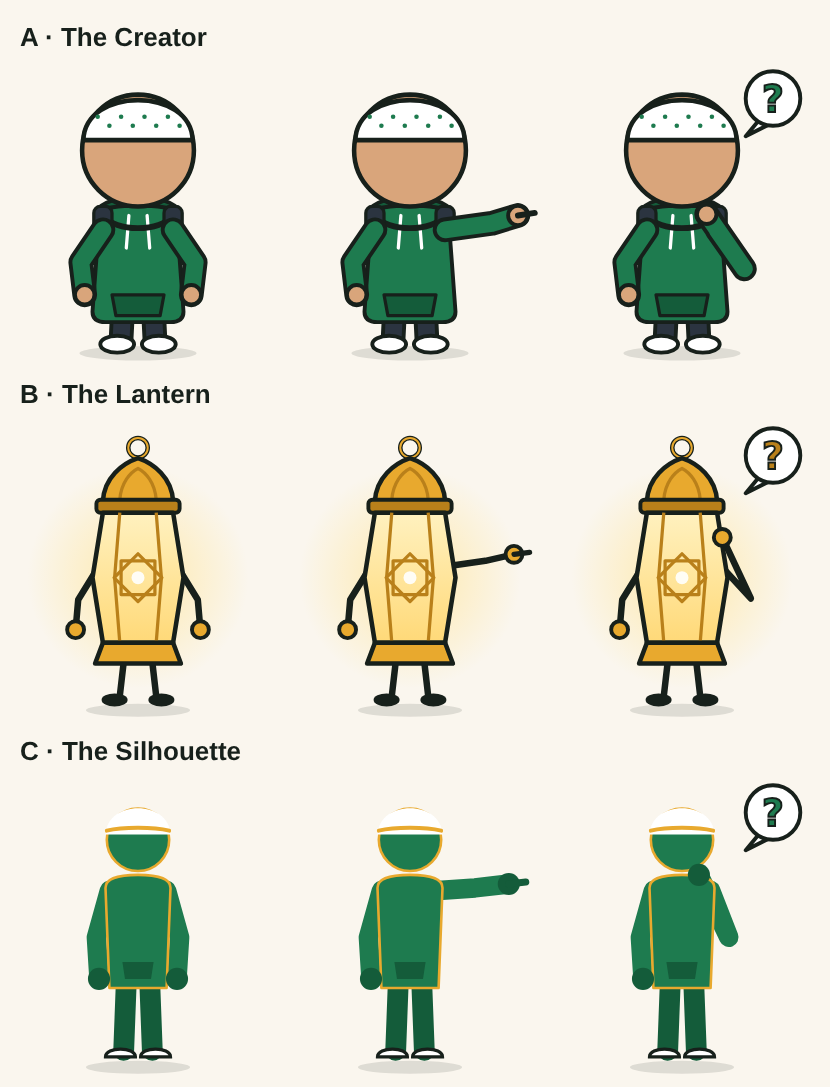 A · The Creator
?
B · The Lantern
?
C · The Silhouette
?